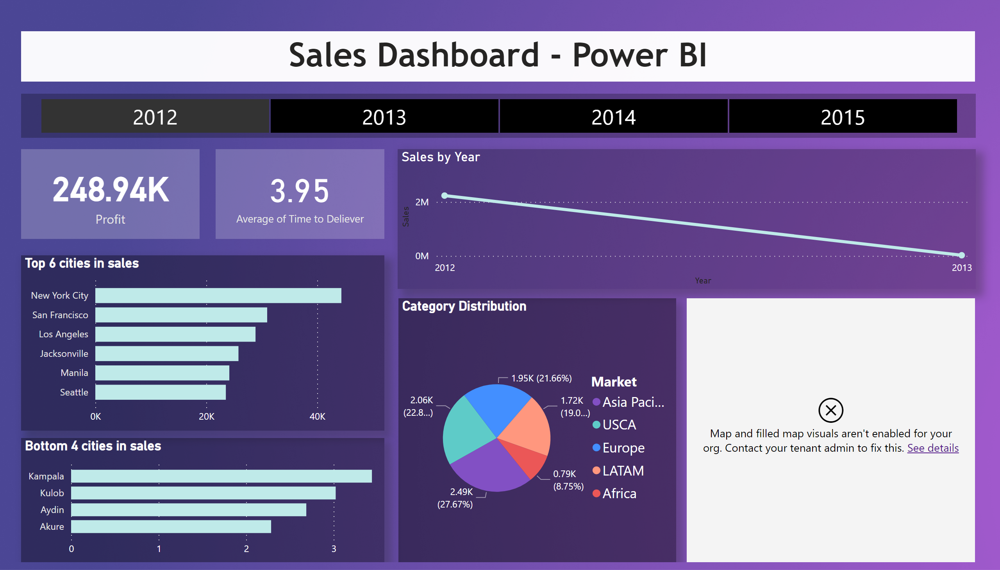 Sales Dashboard - Power BI
2012
2013
2014
2015
248.94K
Profit
3.95
Average of Time to Deliever
Sales by Year
Sales
2M
0M
2012
2013
Year
Top 6 cities in sales
New York City
San Francisco
Los Angeles
Jacksonville
Manila
Seattle
0K
20K
40K
Bottom 4 cities in sales
Kampala
Kulob
Aydin
Akure
0
1
2
3
Category Distribution
1.95K (21.66%)
1.72K
(19.0...)
0.79K
(8.75%)
2.49K
(27.67%)
2.06K
(22.8...)
Market
Asia Paci...
USCA
Europe
LATAM
Africa
Map and filled map visuals aren't enabled for your
org. Contact your tenant admin to fix this. See details